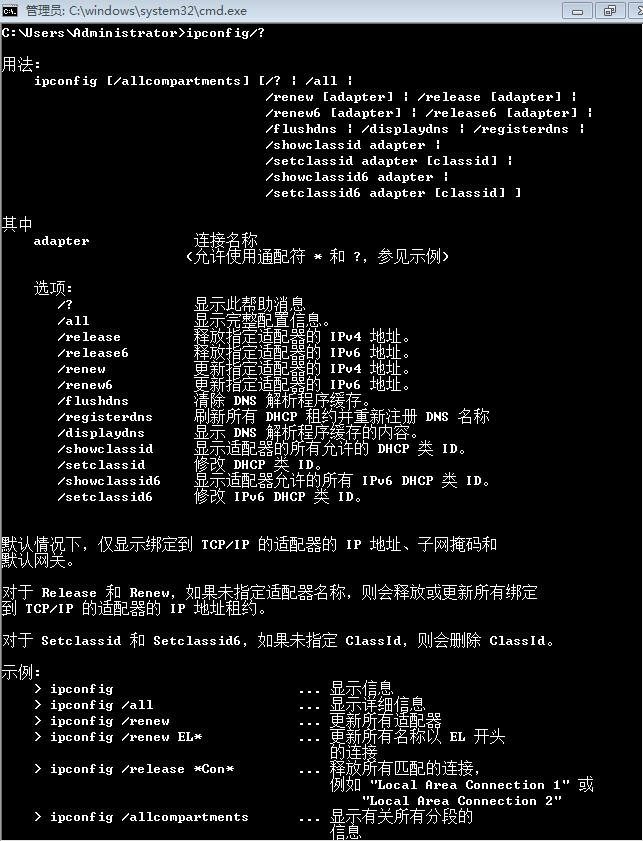 管理员: C:\windows\system32\cmd.exe
C:\Users\Administrator>ipconfig/?
用法:
ipconfig [/allcompartments] [/? | /all |
/renew [adapter] | /release [adapter] |
/renew6 [adapter] | /release6 [adapter] |
/flushdns | /displaydns | /registerdns |
/showclassid adapter |
/setclassid adapter [classid] |
/showclassid6 adapter |
/setclassid6 adapter [classid] ]
其中
adapter 连接名称
(允许使用通配符 * 和 ?，参见示例)
选项:
/? 显示此帮助消息
/all 显示完整配置信息。
/release 释放指定适配器的 IPv4 地址。
/release6 释放指定适配器的 IPv6 地址。
/renew 更新指定适配器的 IPv4 地址。
/renew6 更新指定适配器的 IPv6 地址。
/flushdns 清除 DNS 解析程序缓存。
/registerdns 刷新所有 DHCP 租约并重新注册 DNS 名称
/displaydns 显示 DNS 解析程序缓存的内容。
/showclassid 显示适配器的所有允许的 DHCP 类 ID。
/setclassid 修改 DHCP 类 ID。
/showclassid6 显示适配器允许的所有 IPv6 DHCP 类 ID。
/setclassid6 修改 IPv6 DHCP 类 ID。
默认情况下，仅显示绑定到 TCP/IP 的适配器的 IP 地址、子网掩码和
默认网关。
对于 Release 和 Renew，如果未指定适配器名称，则会释放或更新所有绑定
到 TCP/IP 的适配器的 IP 地址租约。
对于 Setclassid 和 Setclassid6，如果未指定 ClassId，则会删除 ClassId。
示例:
> ipconfig ... 显示信息
> ipconfig /all ... 显示详细信息
> ipconfig /renew ... 更新所有适配器
> ipconfig /renew EL* ... 更新所有名称以 EL 开头
的连接
> ipconfig /release *Con* ... 释放所有匹配的连接，
例如 "Local Area Connection 1" 或
"Local Area Connection 2"
> ipconfig /allcompartments ... 显示有关所有分段的
信息